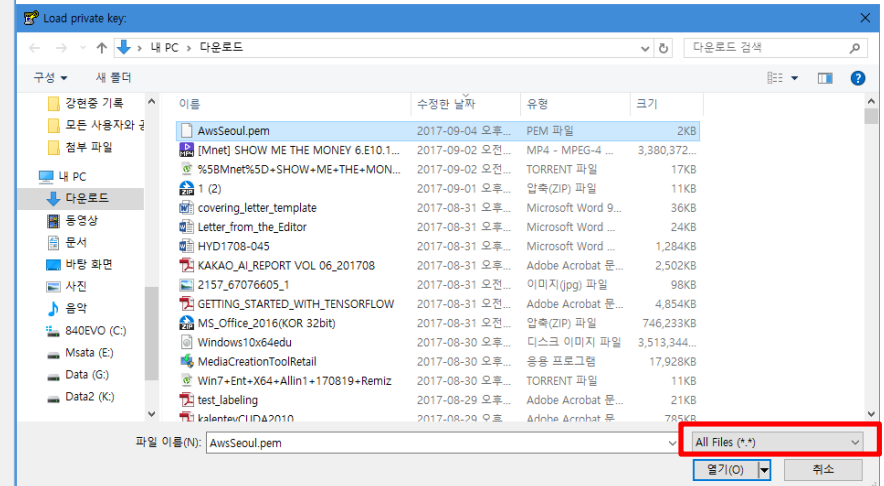 Load private key:
내 PC > 다운로드
다운로드 검색
구성
새 폴더
강현중 기록
모든 사용자와 공
첨부 파일
내 PC
다운로드
동영상
문서
바탕 화면
사진
음악
840EVO (C:)
Msata (E:)
Data (G:)
Data2 (K:)
이름 수정한 날짜 유형 크기
AwsSeoul.pem 2017-09-04 오후... PEM 파일 2KB
[Mnet] SHOW ME THE MONEY 6.E10.1... 2017-09-02 오전... MP4 - MPEG-4 ... 3,380,372...
%5BMnet%5D+SHOW+ME+THE+MON... 2017-09-02 오전... TORRENT 파일 17KB
1 (2) 2017-09-01 오후... 압축(ZIP) 파일 11KB
covering_letter_template 2017-08-31 오후... Microsoft Word 9... 36KB
Letter_from_the_Editor 2017-08-31 오후... Microsoft Word ... 24KB
HYD1708-045 2017-08-31 오후... Microsoft Word ... 1,284KB
KAKAO_AI_REPORT VOL 06_201708 2017-08-31 오후... Adobe Acrobat 문... 2,502KB
2157_67076605_1 2017-08-31 오전... 이미지(jpg) 파일 98KB
GETTING_STARTED_WITH_TENSORFLOW 2017-08-31 오전... Adobe Acrobat 문... 4,854KB
MS_Office_2016(KOR 32bit) 2017-08-31 오전... 압축(ZIP) 파일 746,233KB
Windows10x64edu 2017-08-30 오후... 디스크 이미지 파일 3,513,344...
MediaCreationToolRetail 2017-08-30 오후... 응용 프로그램 17,928KB
Win7+Ent+X64+Allin1+170819+Remiz 2017-08-30 오후... TORRENT 파일 11KB
test_labeling 2017-08-29 오후... Adobe Acrobat 문... 21KB
kalenteyCUDA2010 2017-08-29 오후... Adobe Acrobat 문... 785KB
파일 이름(N): AwsSeoul.pem
All Files (*.*)
열기(O) 취소